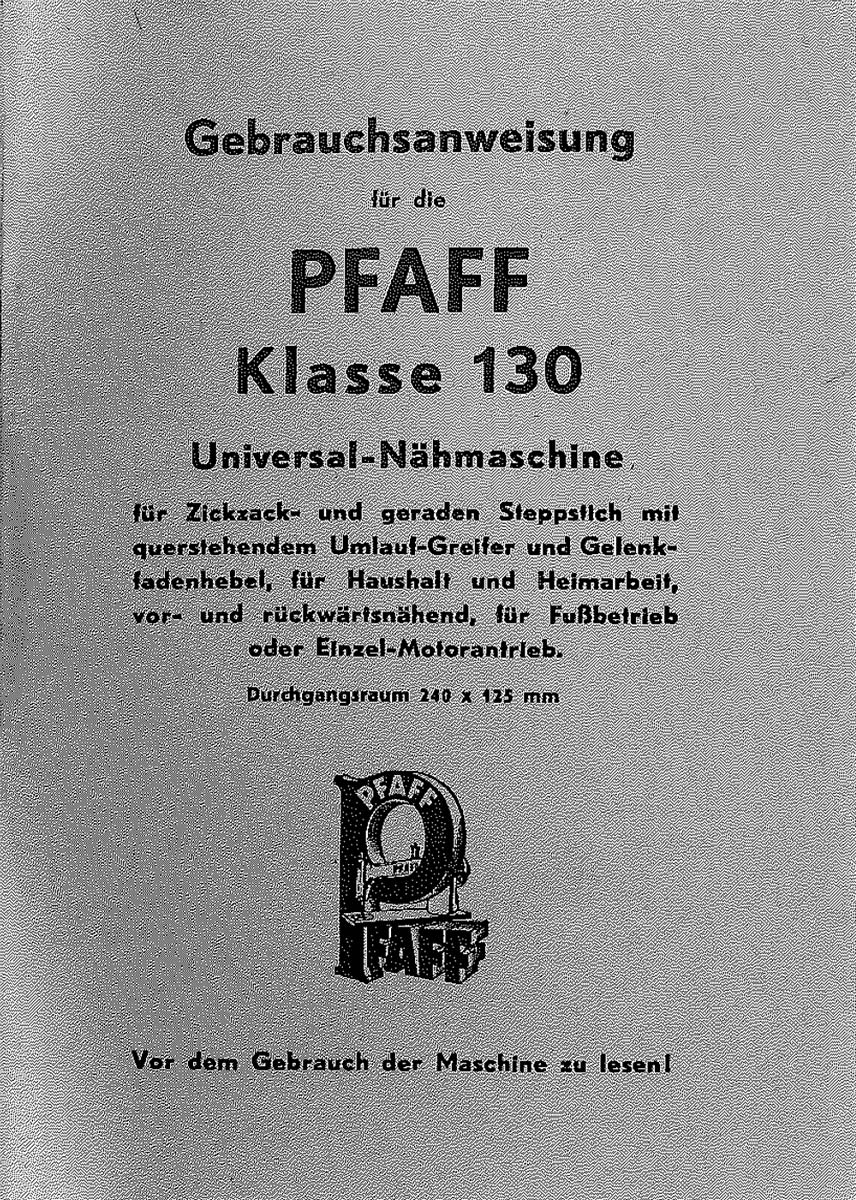 Gebrauchsanweisung
für die
PFAFF
Klasse 130
Universal-Nähmaschine
für Zickzack- und geraden Steppstich mit
querstehendem Umlauf-Greifer und Gelenk-
fadenhebel, für Haushalt und Heimarbeit,
vor- und rückwärtsnähend, für Fußbetrieb
oder Einzel-Motorantrieb.
Durchgangsraum 240 x 125 mm
PFAFF
PFAFF
Vor dem Gebrauch der Maschine zu lesen!